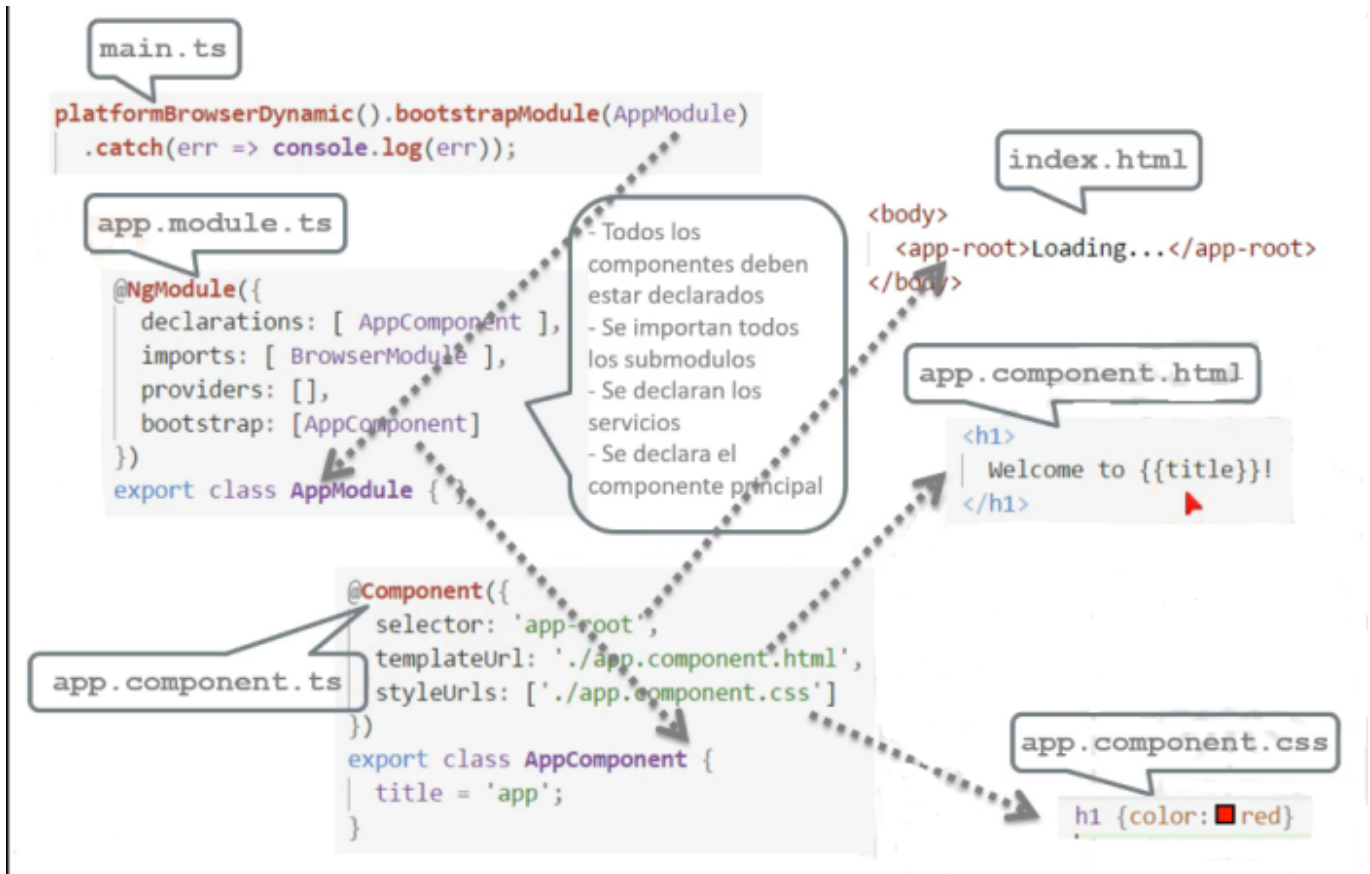 main.ts
platformBrowserDynamic().bootstrapModule(AppModule)
.catch(err => console.log(err));
app.module.ts
@NgModule({
declarations: [ AppComponent ],
imports: [ BrowserModule ],
providers: [],
bootstrap: [AppComponent]
})
export class AppModule { }
- Todos los
componentes deben
estar declarados
- Se importan todos
los submodulos
- Se declaran los
servicios
- Se declara el
componente principal
index.html
<body>
<app-root>Loading...</app-root>
</body>
app.component.html
<h1>
Welcome to {{title}}!
</h1>
app.component.ts
@Component({
selector: 'app-root',
templateUrl: './app.component.html',
styleUrls: ['./app.component.css']
})
export class AppComponent {
title = 'app';
}
app.component.css
h1 {color: red}